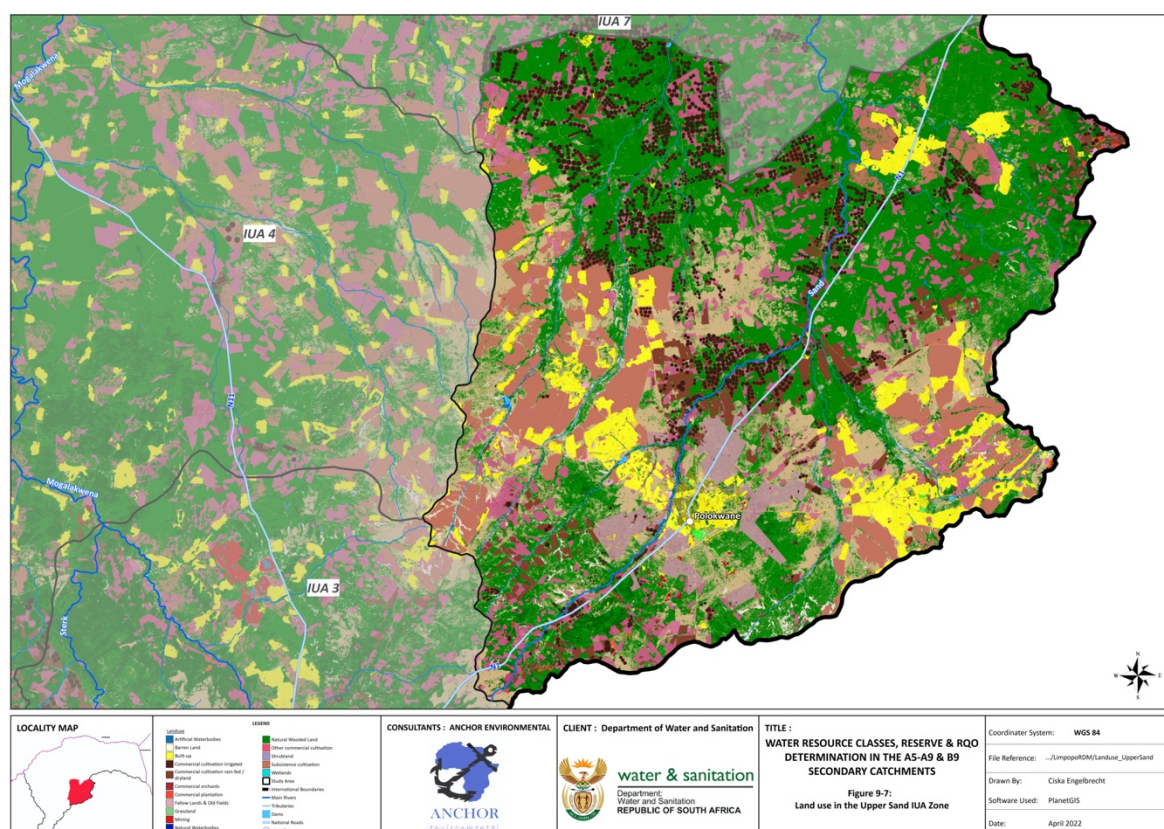 IUA 7
Mogalakwena
IUA 4
N1
Sand
N11
Mogalakwena
Polokwane
IUA 3
Sterk
N1
N
W E
S
LOCALITY MAP
LEGEND
Landuse
Artificial Waterbodies
Barren Land
Built-up
Commercial cultivation irrigated
Commercial cultivation rain-fed /
dryland
Commercial orchards
Commercial plantation
Fallow Lands & Old Fields
Grassland
Mining
Natural Waterbodies
Natural Wooded Land
Other commercial cultivation
Shrubland
Subsistence cultivation
Wetlands
Study Area
International Boundaries
Main Rivers
Tributaries
Dams
National Roads
CONSULTANTS : ANCHOR ENVIRONMENTAL
ANCHOR
environmental
CLIENT : Department of Water and Sanitation
water & sanitation
Department:
Water and Sanitation
REPUBLIC OF SOUTH AFRICA
TITLE :
WATER RESOURCE CLASSES, RESERVE & RQO
DETERMINATION IN THE A5-A9 & B9
SECONDARY CATCHMENTS
Figure 9-7:
Land use in the Upper Sand IUA Zone
Coordinater System: WGS 84
File Reference: .../LimpopoRDM/Landuse_UpperSand
Drawn By: Ciska Engelbrecht
Software Used: PlanetGIS
Date: April 2022